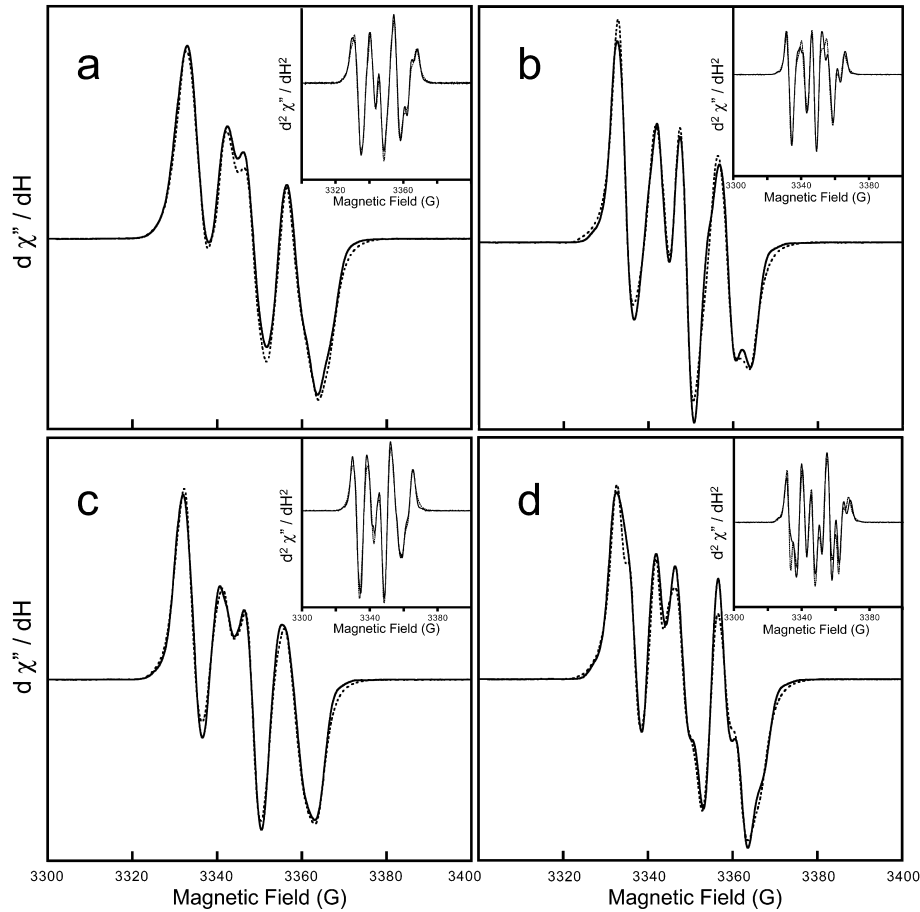 a
d² χ” / dH²
3320 3360
Magnetic Field (G)
b
d² χ” / dH²
3300 3340 3380
Magnetic Field (G)
d χ” / dH
c
d² χ” / dH²
3300 3340 3380
Magnetic Field (G)
d
d² χ” / dH²
3300 3340 3380
Magnetic Field (G)
d χ” / dH
3300 3320 3340 3360 3380 3400
Magnetic Field (G)
3320 3340 3360 3380 3400
Magnetic Field (G)